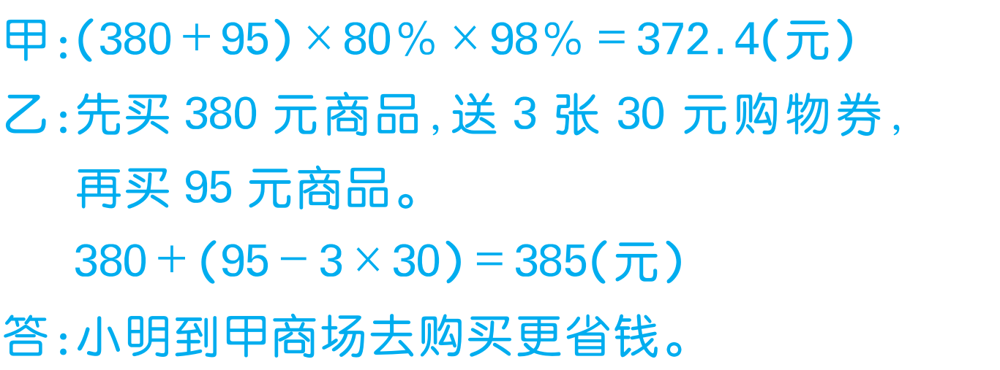 甲:(380+95)×80%×98%=372.4(元)
乙:先买 380 元商品,送 3 张 30 元购物券,
再买 95 元商品。
380+(95-3×30)=385(元)
答:小明到甲商场去购买更省钱。